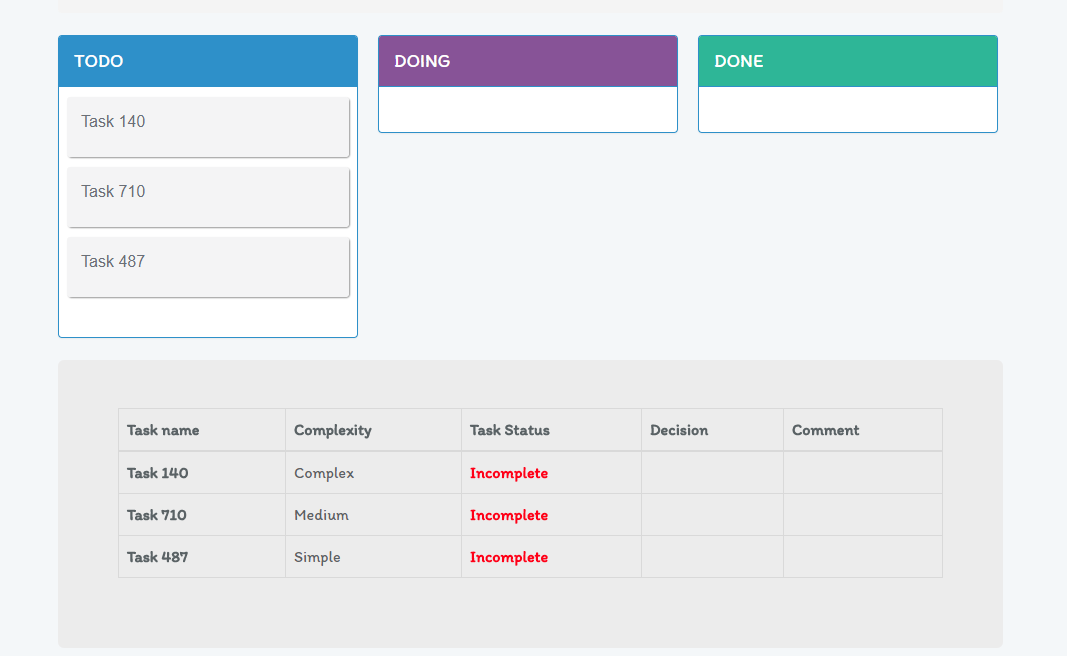 TODO
DOING
DONE
Task 140
Task 710
Task 487
Task name Complexity Task Status Decision Comment
Task 140 Complex Incomplete
Task 710 Medium Incomplete
Task 487 Simple Incomplete